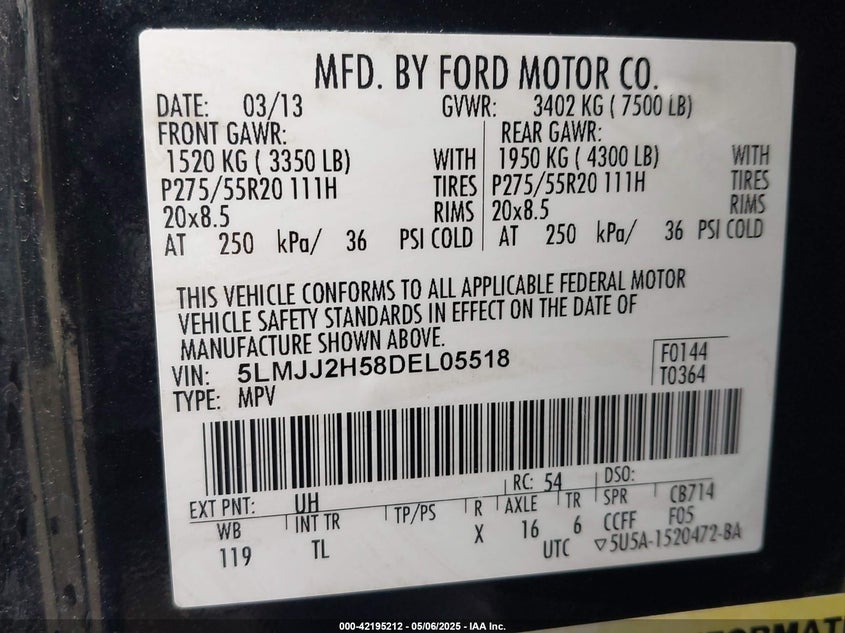 MFD. BY FORD MOTOR CO.
DATE: 03/13 GVWR: 3402 KG ( 7500 LB)
FRONT GAWR: REAR GAWR:
1520 KG ( 3350 LB) WITH 1950 KG ( 4300 LB) WITH
P275/55R20 111H TIRES P275/55R20 111H TIRES
20x8.5 RIMS 20x8.5 RIMS
AT 250 kPa/ 36 PSI COLD AT 250 kPa/ 36 PSI COLD
THIS VEHICLE CONFORMS TO ALL APPLICABLE FEDERAL MOTOR
VEHICLE SAFETY STANDARDS IN EFFECT ON THE DATE OF
MANUFACTURE SHOWN ABOVE.
VIN: 5LMJJ2H58DEL05518 F0144
TYPE: MPV T0364
EXT PNT: UH RC: 54 DSO:
WB INT TR TP/PS R AXLE TR SPR CB714
119 TL X 16 6 CCFF F05
UTC ▽5U5A-1520472-BA
000-42195212 - 05/06/2025 - IAA Inc.